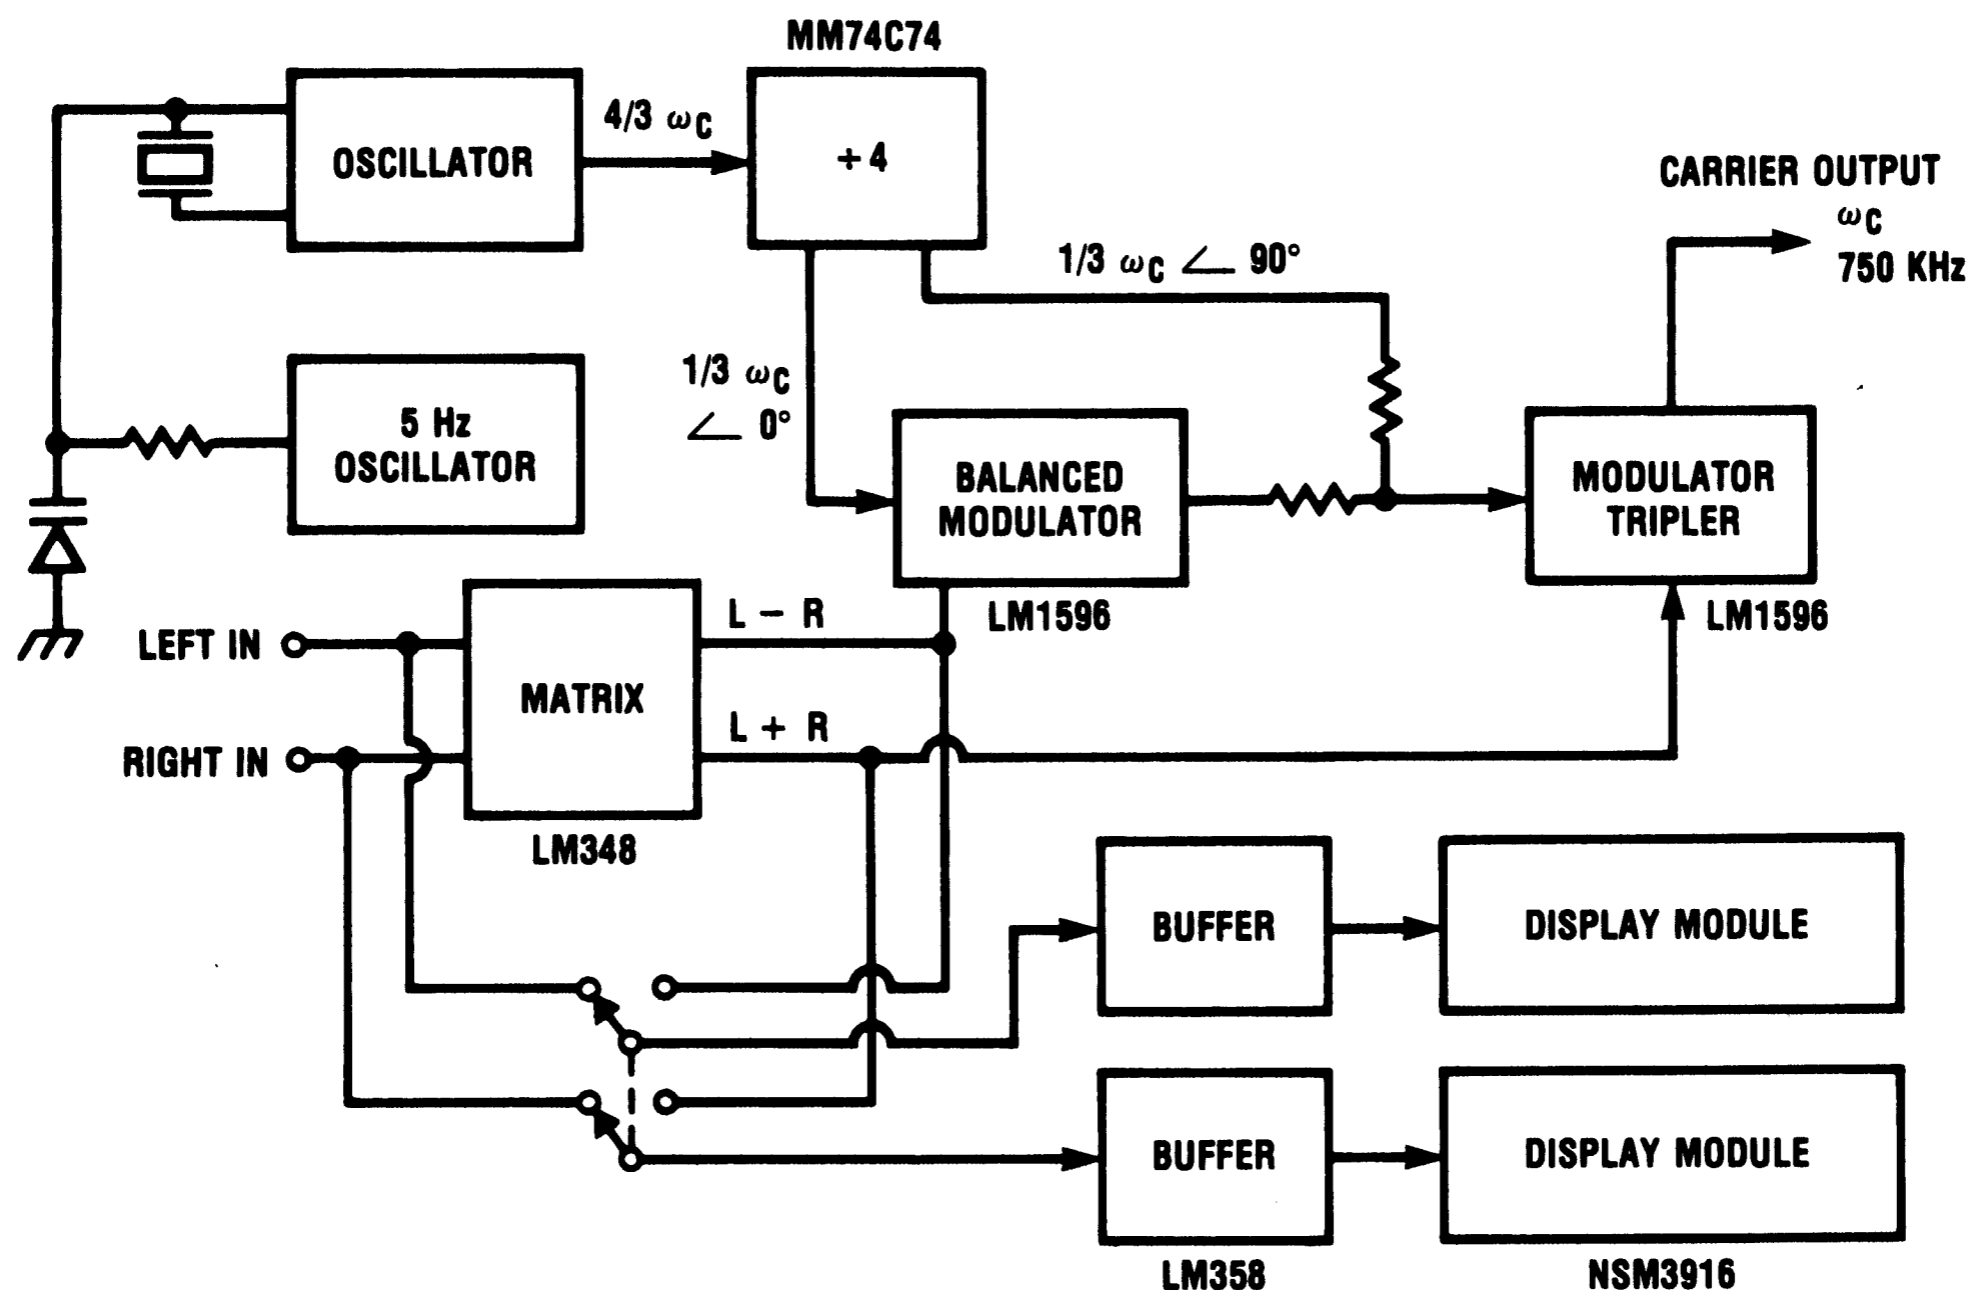 MM74C74
OSCILLATOR
4/3 ωC
÷4
CARRIER OUTPUT
ωC
750 KHz
1/3 ωC ∠ 90°
1/3 ωC
∠ 0°
5 Hz
OSCILLATOR
BALANCED
MODULATOR
LM1596
MODULATOR
TRIPLER
LM1596
LEFT IN
RIGHT IN
MATRIX
LM348
L − R
L + R
BUFFER
DISPLAY MODULE
BUFFER
DISPLAY MODULE
LM358
NSM3916